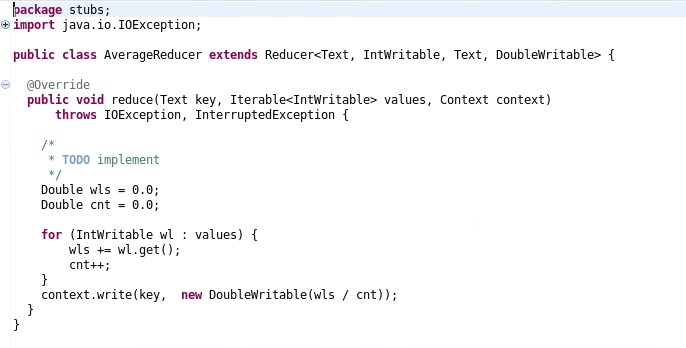 package stubs;
import java.io.IOException;

public class AverageReducer extends Reducer<Text, IntWritable, Text, DoubleWritable> {

  @Override
  public void reduce(Text key, Iterable<IntWritable> values, Context context)
      throws IOException, InterruptedException {

    /*
     * TODO implement
     */
    Double wls = 0.0;
    Double cnt = 0.0;

    for (IntWritable wl : values) {
        wls += wl.get();
        cnt++;
    }
    context.write(key,  new DoubleWritable(wls / cnt));
  }
}